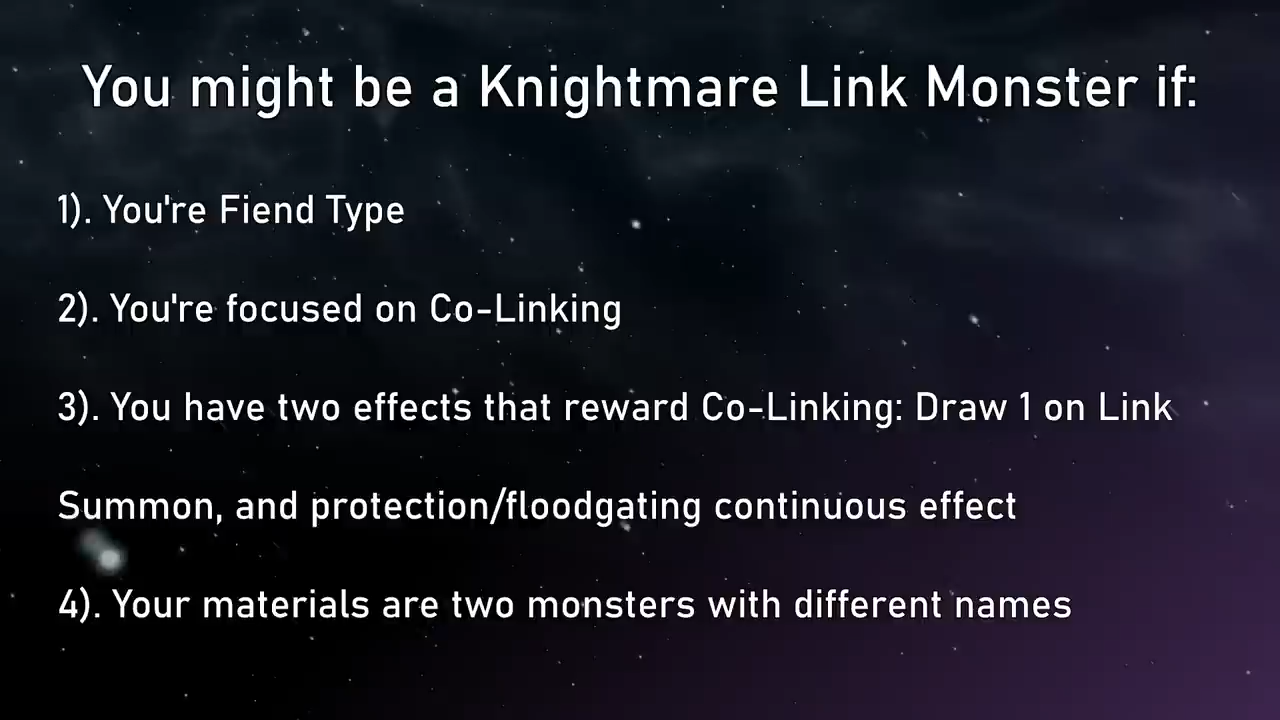 You might be a Knightmare Link Monster if:
1). You're Fiend Type
2). You're focused on Co-Linking
3). You have two effects that reward Co-Linking: Draw 1 on Link
Summon, and protection/floodgating continuous effect
4). Your materials are two monsters with different names